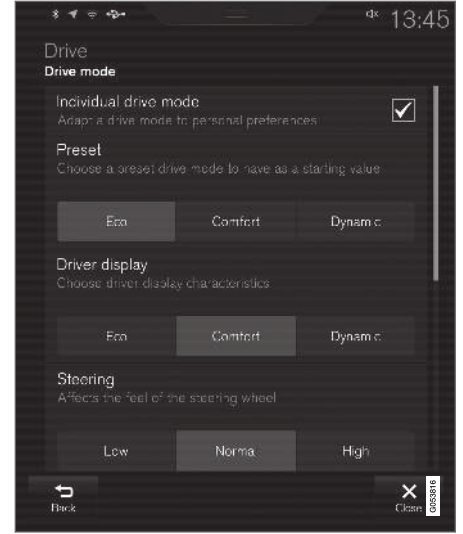 13:45
Drive
Drive mode
Individual drive mode
Adapt a drive mode to personal preferences
Preset
Choose a preset drive mode to have as a starting value
Eco Comfort Dynamic
Driver display
Choose driver display characteristics
Eco Comfort Dynamic
Steering
Affects the feel of the steering wheel
Low Normal High
Back Close
G053816